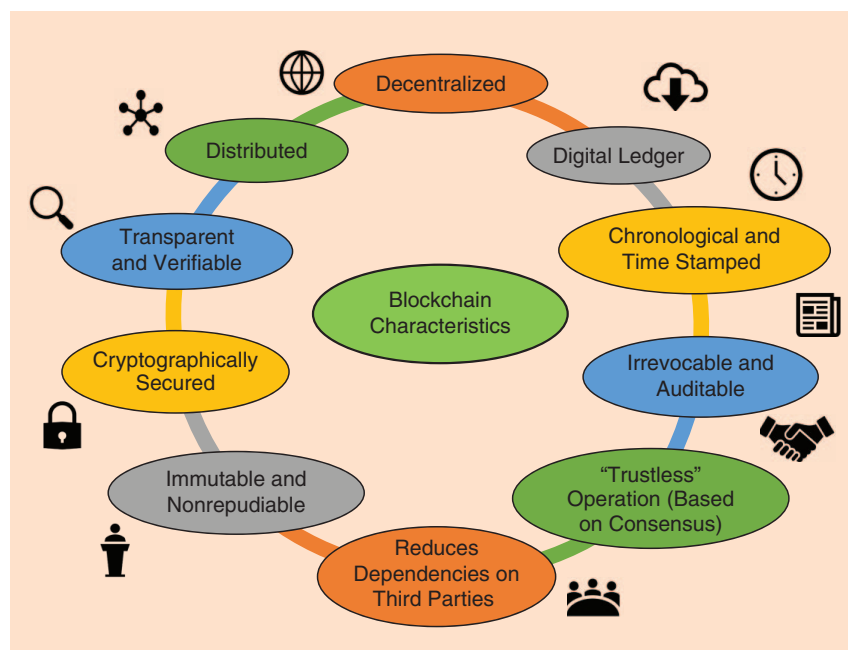 Decentralized
Digital Ledger
Chronological and
Time Stamped
Irrevocable and
Auditable
“Trustless”
Operation (Based
on Consensus)
Reduces
Dependencies on
Third Parties
Immutable and
Nonrepudiable
Cryptographically
Secured
Transparent
and Verifiable
Distributed
Blockchain
Characteristics